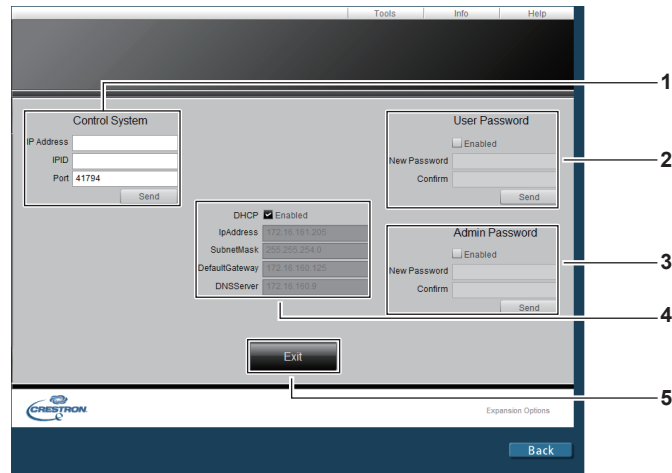 Tools Info Help
1
Control System
IP Address
IPID
Port 41794
Send
User Password
Enabled
New Password
Confirm
Send
2
DHCP Enabled
IpAddress 172.16.161.205
SubnetMask 255.255.254.0
DefaultGateway 172.16.160.125
DNSServer 172.16.160.9
Admin Password
Enabled
New Password
Confirm
Send
3
4
Exit
5
CRESTRON
Expansion Options
Back